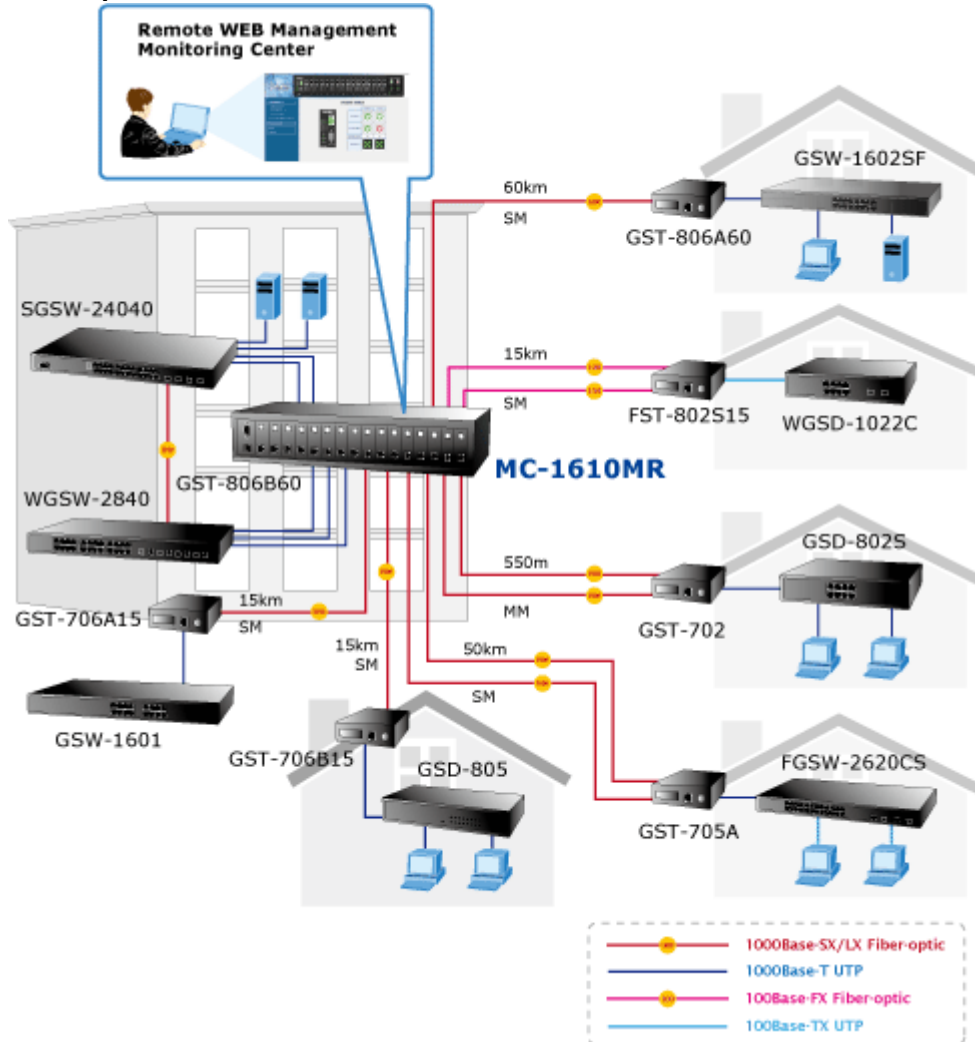 Remote WEB Management
Monitoring Center
GSW-1602SF
60km
SM
GST-806A60
SGSW-24040
15km
SM
FST-802S15
WGSD-1022C
MC-1610MR
GST-806B60
WGSW-2840
GSD-802S
550m
MM
GST-702
GST-706A15
15km
SM
15km
SM
50km
SM
GSW-1601
GST-706B15
GSD-805
FGSW-2620CS
GST-705A
1000Base-SX/LX Fiber-optic
1000Base-T UTP
100Base-FX Fiber-optic
100Base-TX UTP